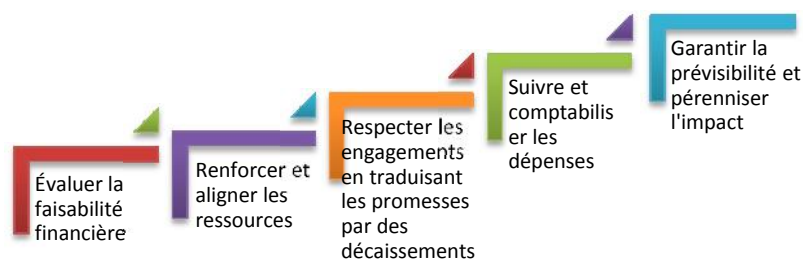 Évaluer la
faisabilité
financière
Renforcer et
aligner les
ressources
Respecter les
engagements
en traduisant
les promesses
par des
décaissements
Suivre et
comptabilis
er les
dépenses
Garantir la
prévisibilité et
pérenniser
l'impact